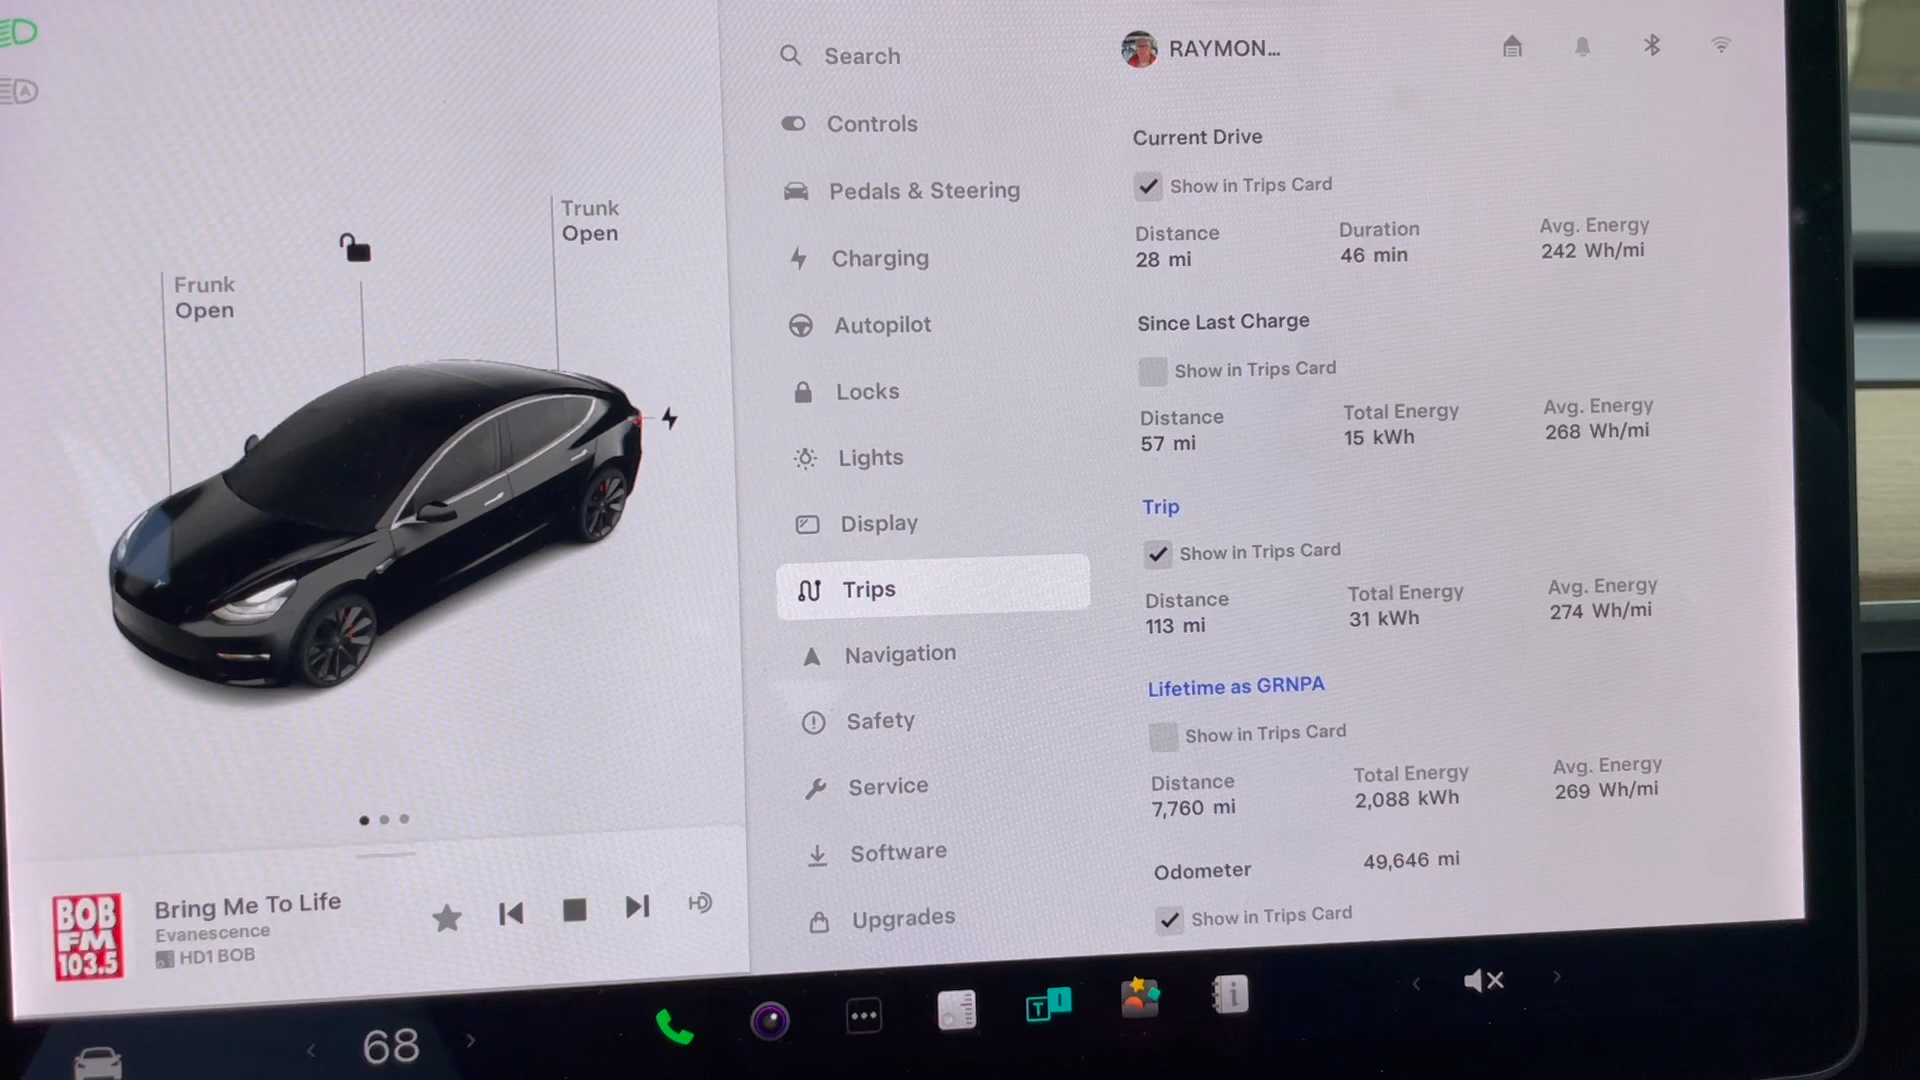 Frunk
Open
Trunk
Open
BOB
FM
103.5
Bring Me To Life
Evanescence
HD1 BOB
HD
68
Search
Controls
Pedals & Steering
Charging
Autopilot
Locks
Lights
Display
Trips
Navigation
Safety
Service
Software
Upgrades
RAYMON...
Current Drive
Show in Trips Card
Distance Duration Avg. Energy
28 mi 46 min 242 Wh/mi
Since Last Charge
Show in Trips Card
Distance Total Energy Avg. Energy
57 mi 15 kWh 268 Wh/mi
Trip
Show in Trips Card
Distance Total Energy Avg. Energy
113 mi 31 kWh 274 Wh/mi
Lifetime as GRNPA
Show in Trips Card
Distance Total Energy Avg. Energy
7,760 mi 2,088 kWh 269 Wh/mi
Odometer 49,646 mi
Show in Trips Card
A
T I
i